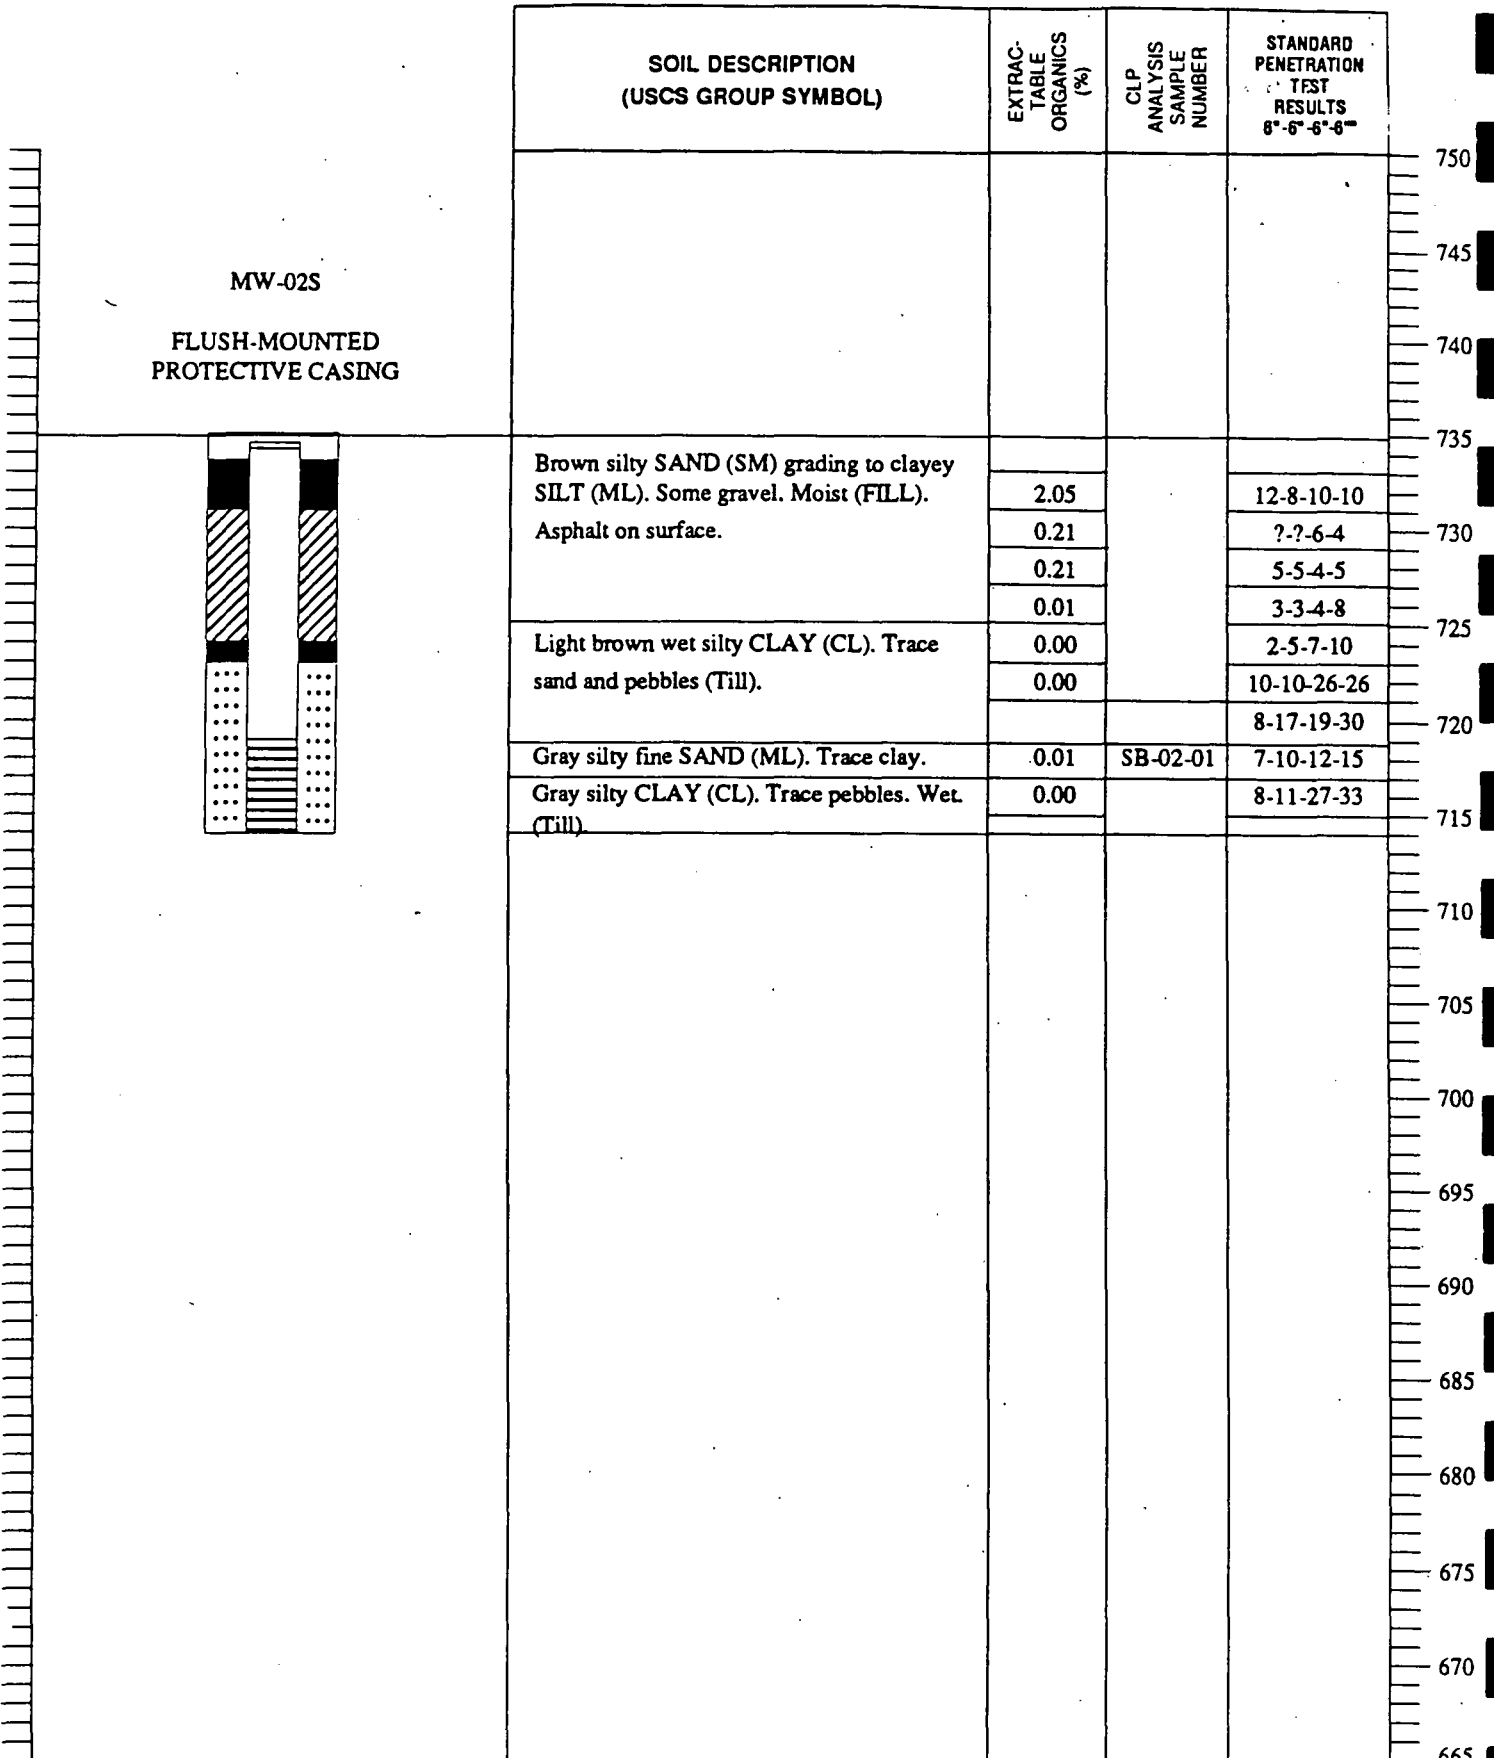 SOIL DESCRIPTION
(USCS GROUP SYMBOL)
EXTRAC-
TABLE
ORGANICS
(%)
CLP
ANALYSIS
SAMPLE
NUMBER
STANDARD
PENETRATION
TEST
RESULTS
6"-6"-6"-6"
MW-02S
FLUSH-MOUNTED
PROTECTIVE CASING
Brown silty SAND (SM) grading to clayey
SILT (ML). Some gravel. Moist (FILL).
Asphalt on surface.
2.05
12-8-10-10
0.21
?-?-6-4
0.21
5-5-4-5
0.01
3-3-4-8
Light brown wet silty CLAY (CL). Trace
sand and pebbles (Till).
0.00
2-5-7-10
0.00
10-10-26-26
8-17-19-30
Gray silty fine SAND (ML). Trace clay.
0.01
SB-02-01
7-10-12-15
Gray silty CLAY (CL). Trace pebbles. Wet.
(Till).
0.00
8-11-27-33
750
745
740
735
730
725
720
715
710
705
700
695
690
685
680
675
670
665